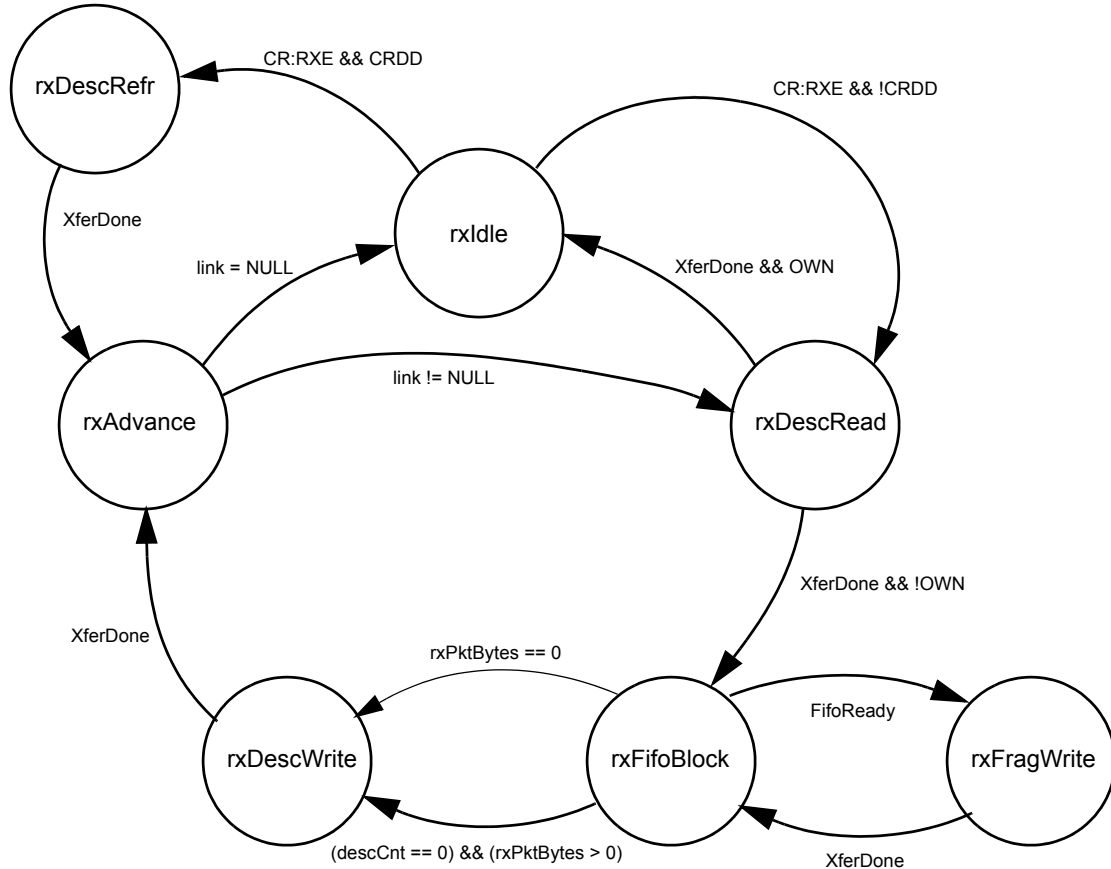 CR:RXE && CRDD
rxDescRefr
CR:RXE && !CRDD
XferDone
rxIdle
link = NULL
XferDone && OWN
link != NULL
rxAdvance
rxDescRead
XferDone && !OWN
XferDone
rxPktBytes == 0
FifoReady
rxDescWrite
rxFifoBlock
rxFragWrite
(descCnt == 0) && (rxPktBytes > 0)
XferDone